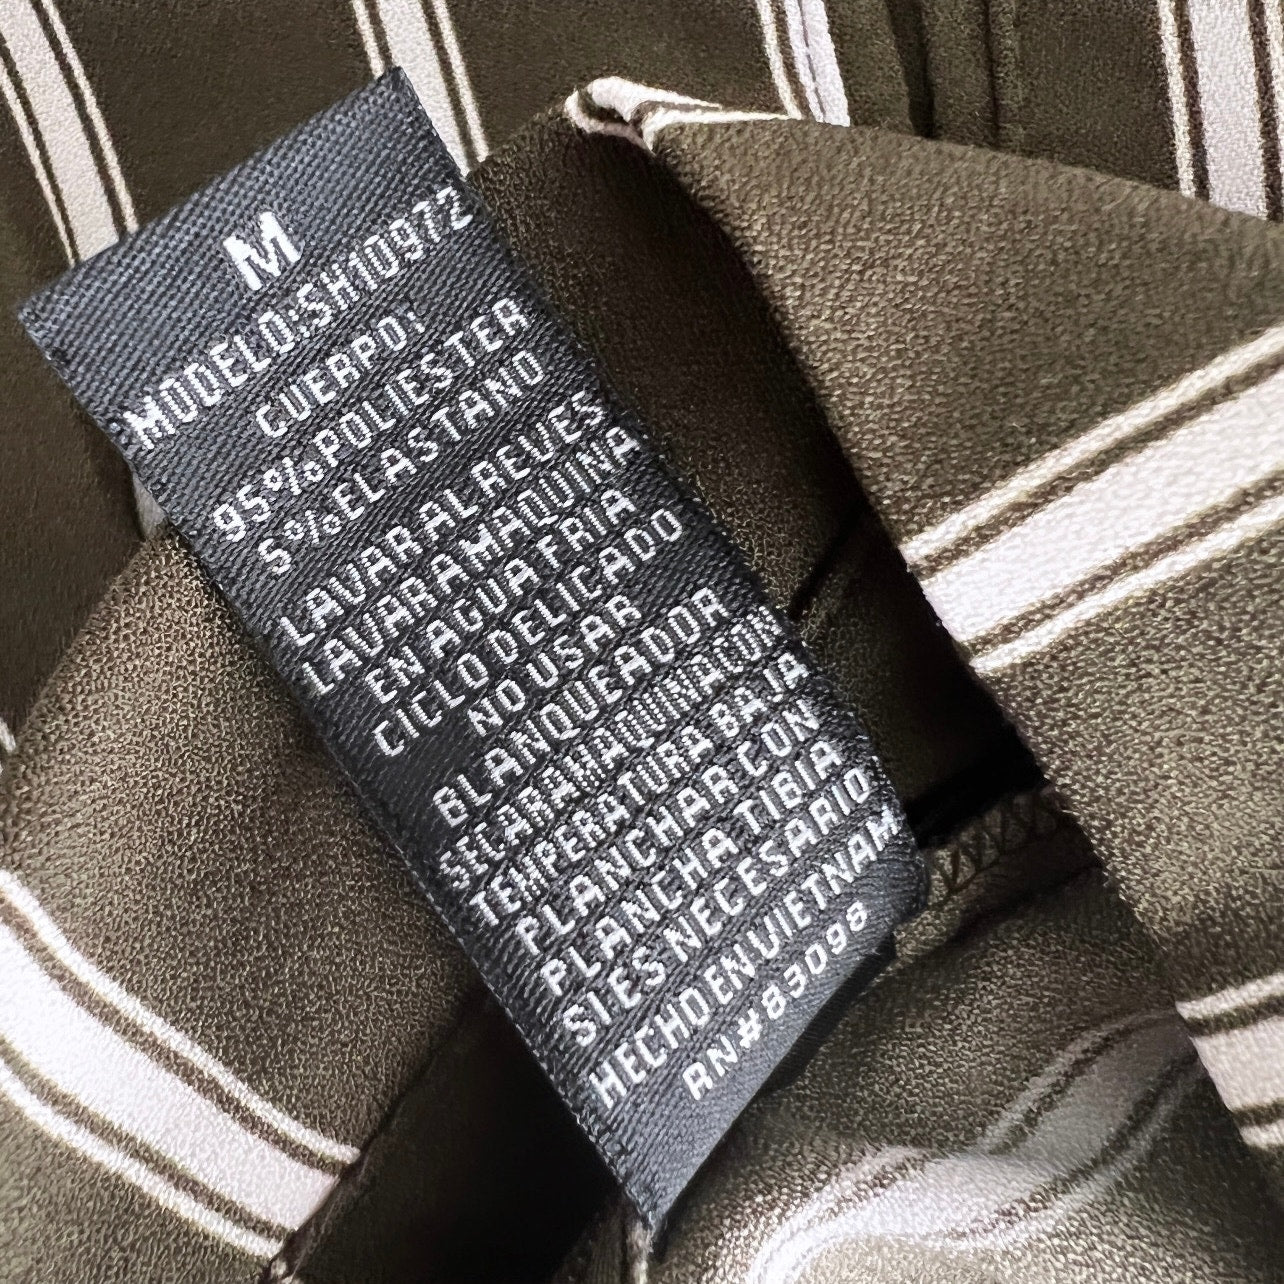 M
MODELO:SH10972
CUERPO:
95%POLIESTER
5%ELASTANO
LAVAR AL REVES
LAVAR A MAQUINA
EN AGUA FRIA
CICLO DELICADO
NO USAR
BLANQUEADOR
SECAR A MAQUINA CON
TEMPERATURA BAJA
PLANCHAR CON
PLANCHA TIBIA
SI ES NECESARIO
HECHO EN VIETNAM
RN#83098